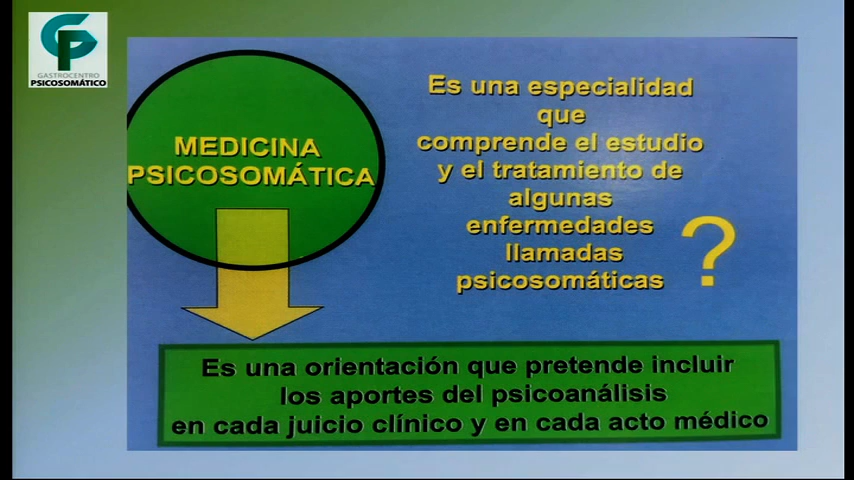 GASTROCENTRO
PSICOSOMÁTICO
MEDICINA
PSICOSOMÁTICA
Es una especialidad
que
comprende el estudio
y el tratamiento de
algunas
enfermedades
llamadas
psicosomáticas
?
Es una orientación que pretende incluir
los aportes del psicoanálisis
en cada juicio clínico y en cada acto médico